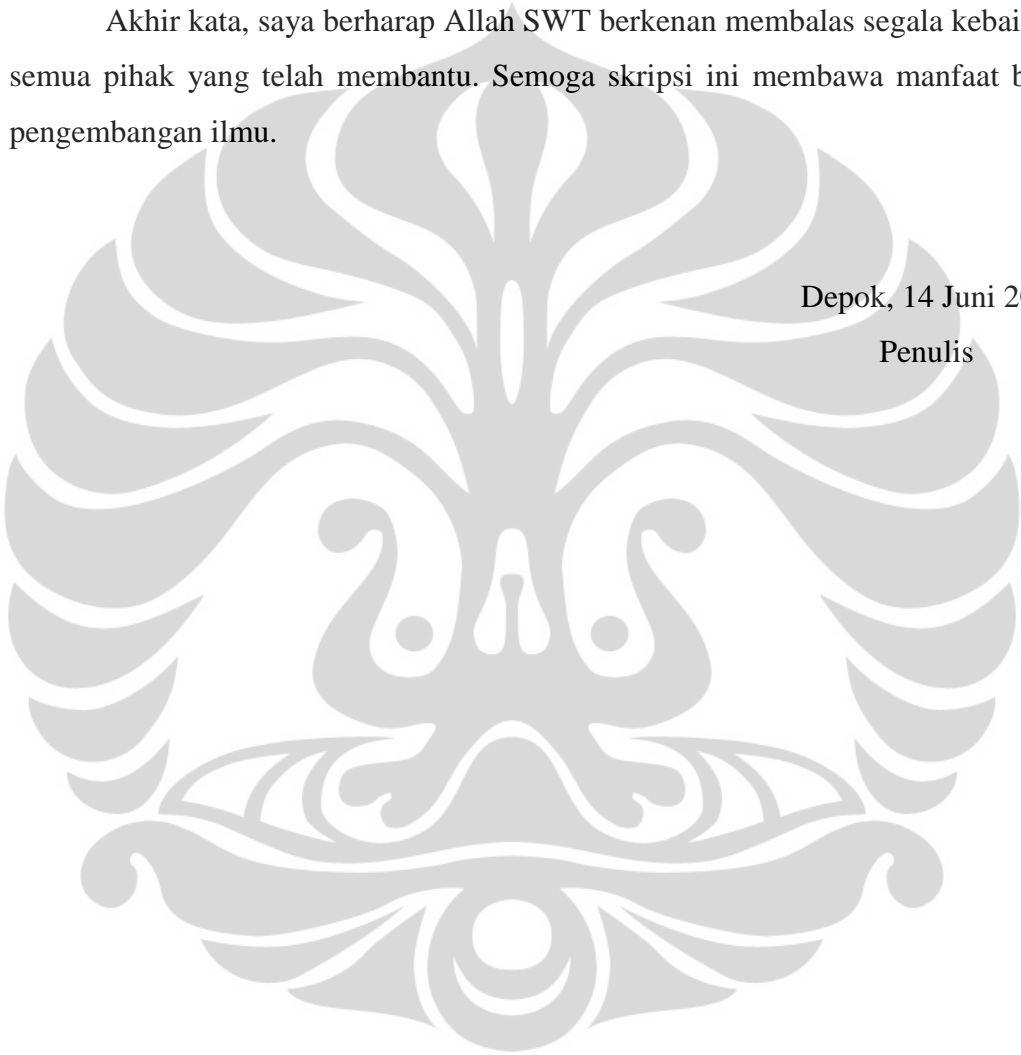 Akhir kata, saya berharap Allah SWT berkenan membalas segala kebai
semua pihak yang telah membantu. Semoga skripsi ini membawa manfaat b
pengembangan ilmu.
Depok, 14 Juni 20
Penulis